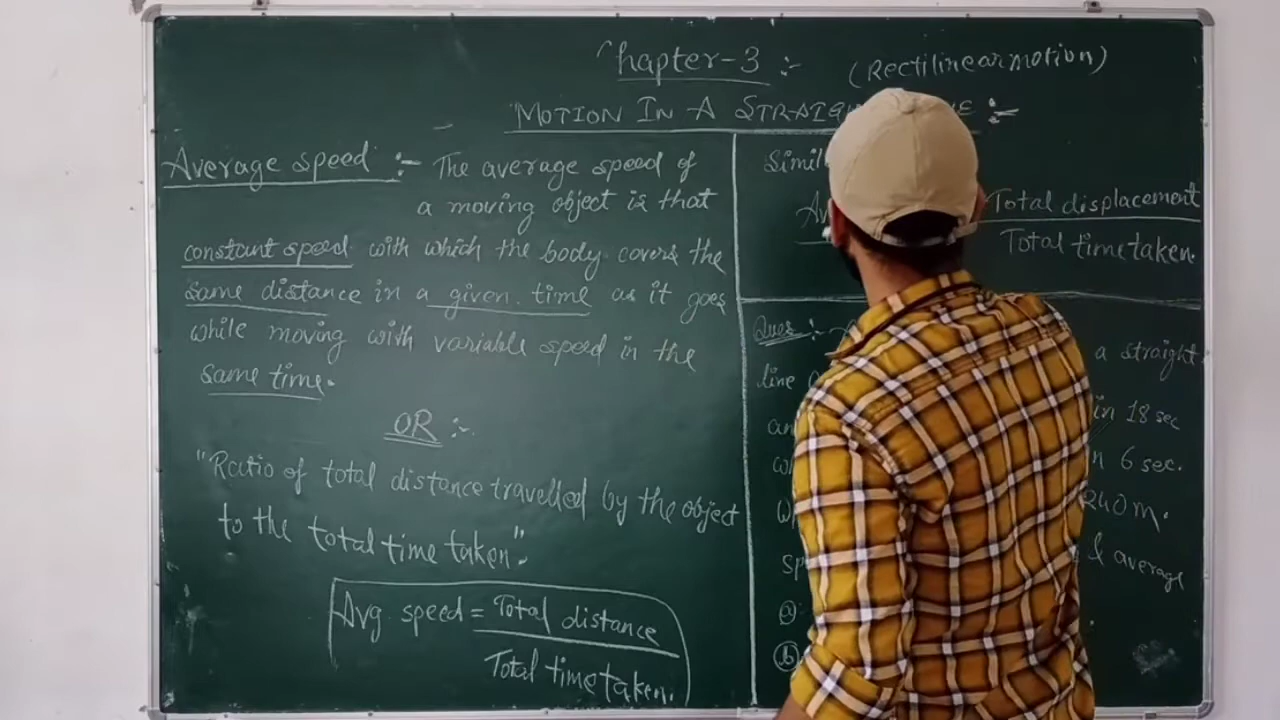 Chapter-3 :-
(Rectilinear motion)
MOTION IN A
Average speed :- The average speed of
a moving object is that
constant speed with which the body covers the
same distance in a given time as it goes
while moving with variable speed in the
same time.
OR :-
"Ratio of total distance travelled by the object
to the total time taken".
Avg. speed = Total distance
Total time taken.
Total displacement
Total time taken.
Ques :-
a straight
line
in 18 sec
6 sec.
240m.
& average
(a)
(b)